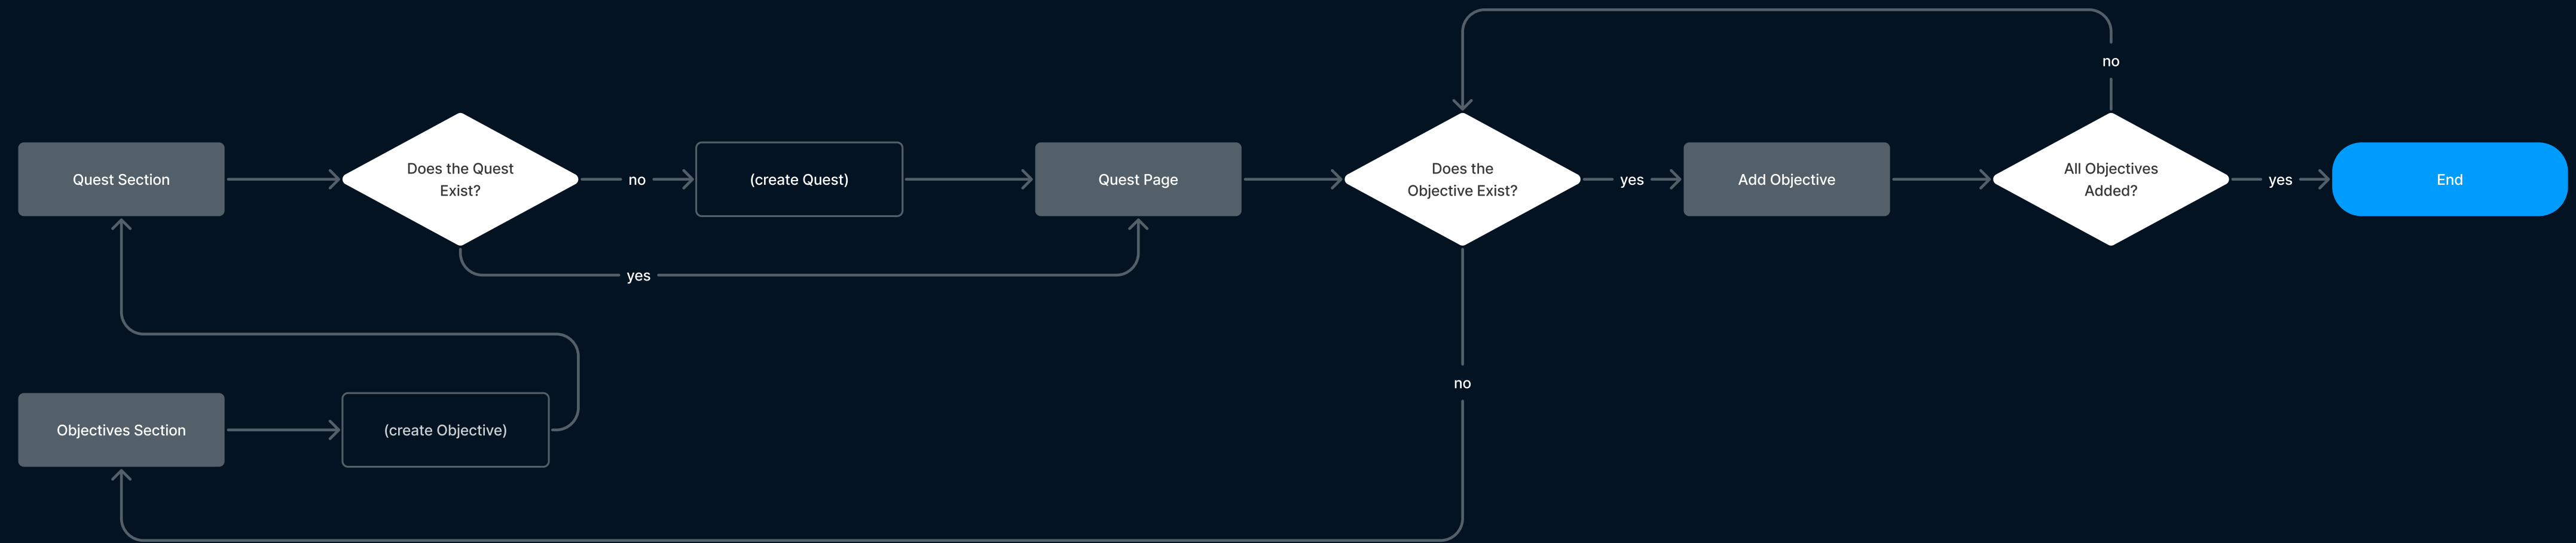 no
Quest Section
Does the Quest
Exist?
no
(create Quest)
Quest Page
Does the
Objective Exist?
yes
Add Objective
All Objectives
Added?
yes
End
yes
no
Objectives Section
(create Objective)